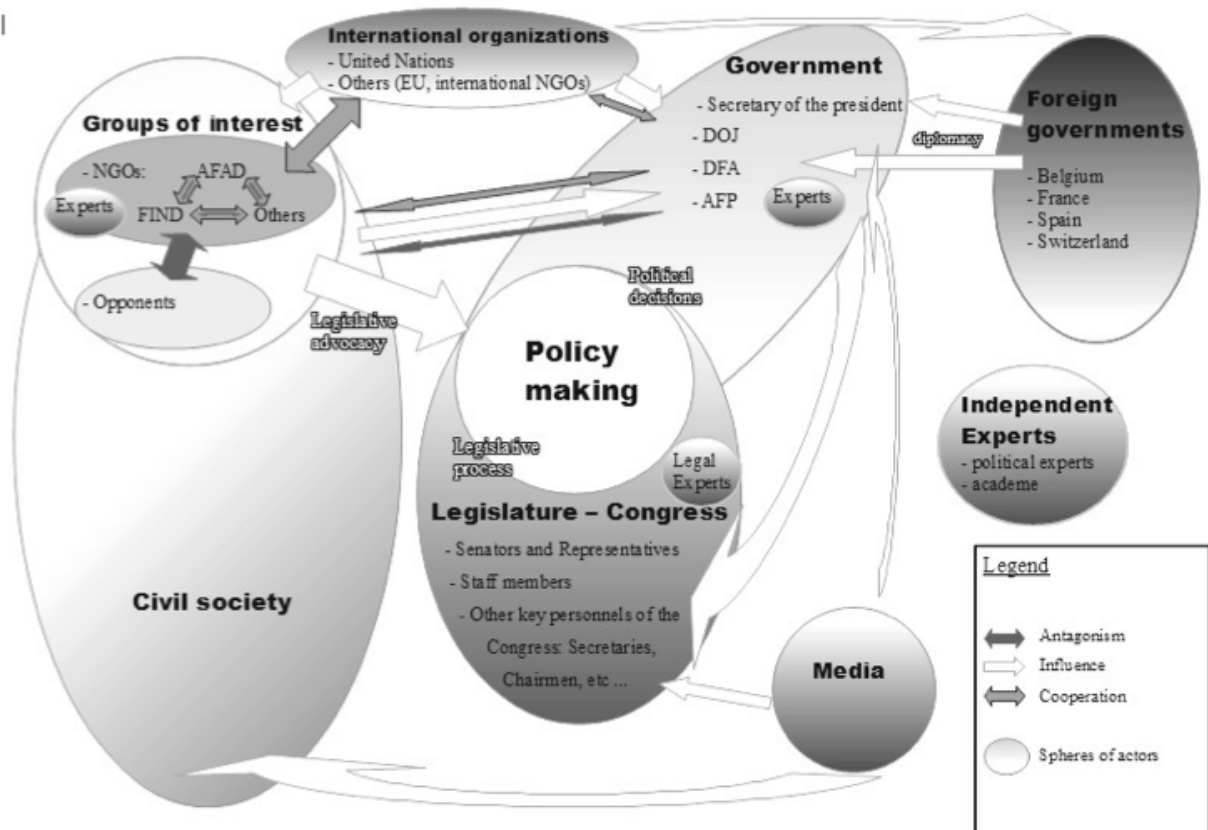 International organizations
- United Nations
- Others (EU, international NGOs)
Groups of interest
- NGOs:
AFAD
Experts
FIND
Others
- Opponents
Government
- Secretary of the president
- DOJ
- DFA
- AFP
Experts
diplomacy
Foreign
governments
- Belgium
- France
- Spain
- Switzerland
Legislative
advocacy
Political
decisions
Policy
making
Legislative
process
Legal
Experts
Legislature – Congress
- Senators and Representatives
- Staff members
- Other key personnels of the
Congress: Secretaries,
Chairmen, etc ...
Civil society
Independent
Experts
- political experts
- academe
Media
Legend
Antagonism
Influence
Cooperation
Spheres of actors